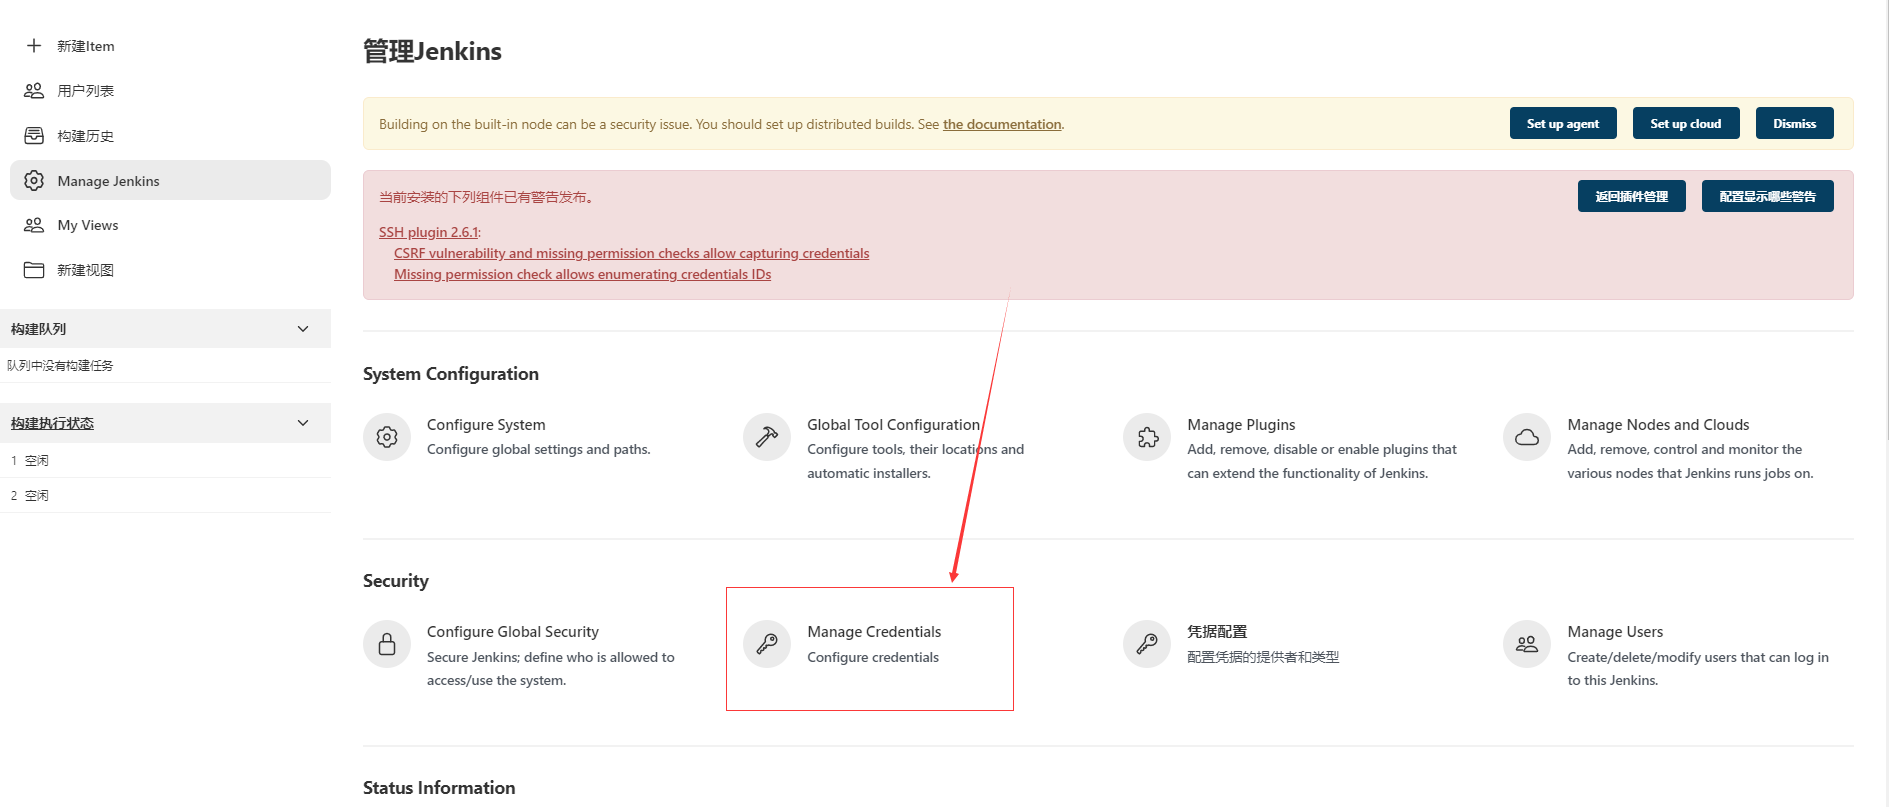 新建Item
用户列表
构建历史
Manage Jenkins
My Views
新建视图
构建队列
队列中没有构建任务
构建执行状态
1 空闲
2 空闲
管理Jenkins
Building on the built-in node can be a security issue. You should set up distributed builds. See the documentation.
Set up agent
Set up cloud
Dismiss
当前安装的下列组件已有警告发布。
返回插件管理
配置显示哪些警告
SSH plugin 2.6.1:
CSRF vulnerability and missing permission checks allow capturing credentials
Missing permission check allows enumerating credentials IDs
System Configuration
Configure System
Configure global settings and paths.
Global Tool Configuration
Configure tools, their locations and
automatic installers.
Manage Plugins
Add, remove, disable or enable plugins that
can extend the functionality of Jenkins.
Manage Nodes and Clouds
Add, remove, control and monitor the
various nodes that Jenkins runs jobs on.
Security
Configure Global Security
Secure Jenkins; define who is allowed to
access/use the system.
Manage Credentials
Configure credentials
凭据配置
配置凭据的提供者和类型
Manage Users
Create/delete/modify users that can log in
to this Jenkins.
Status Information